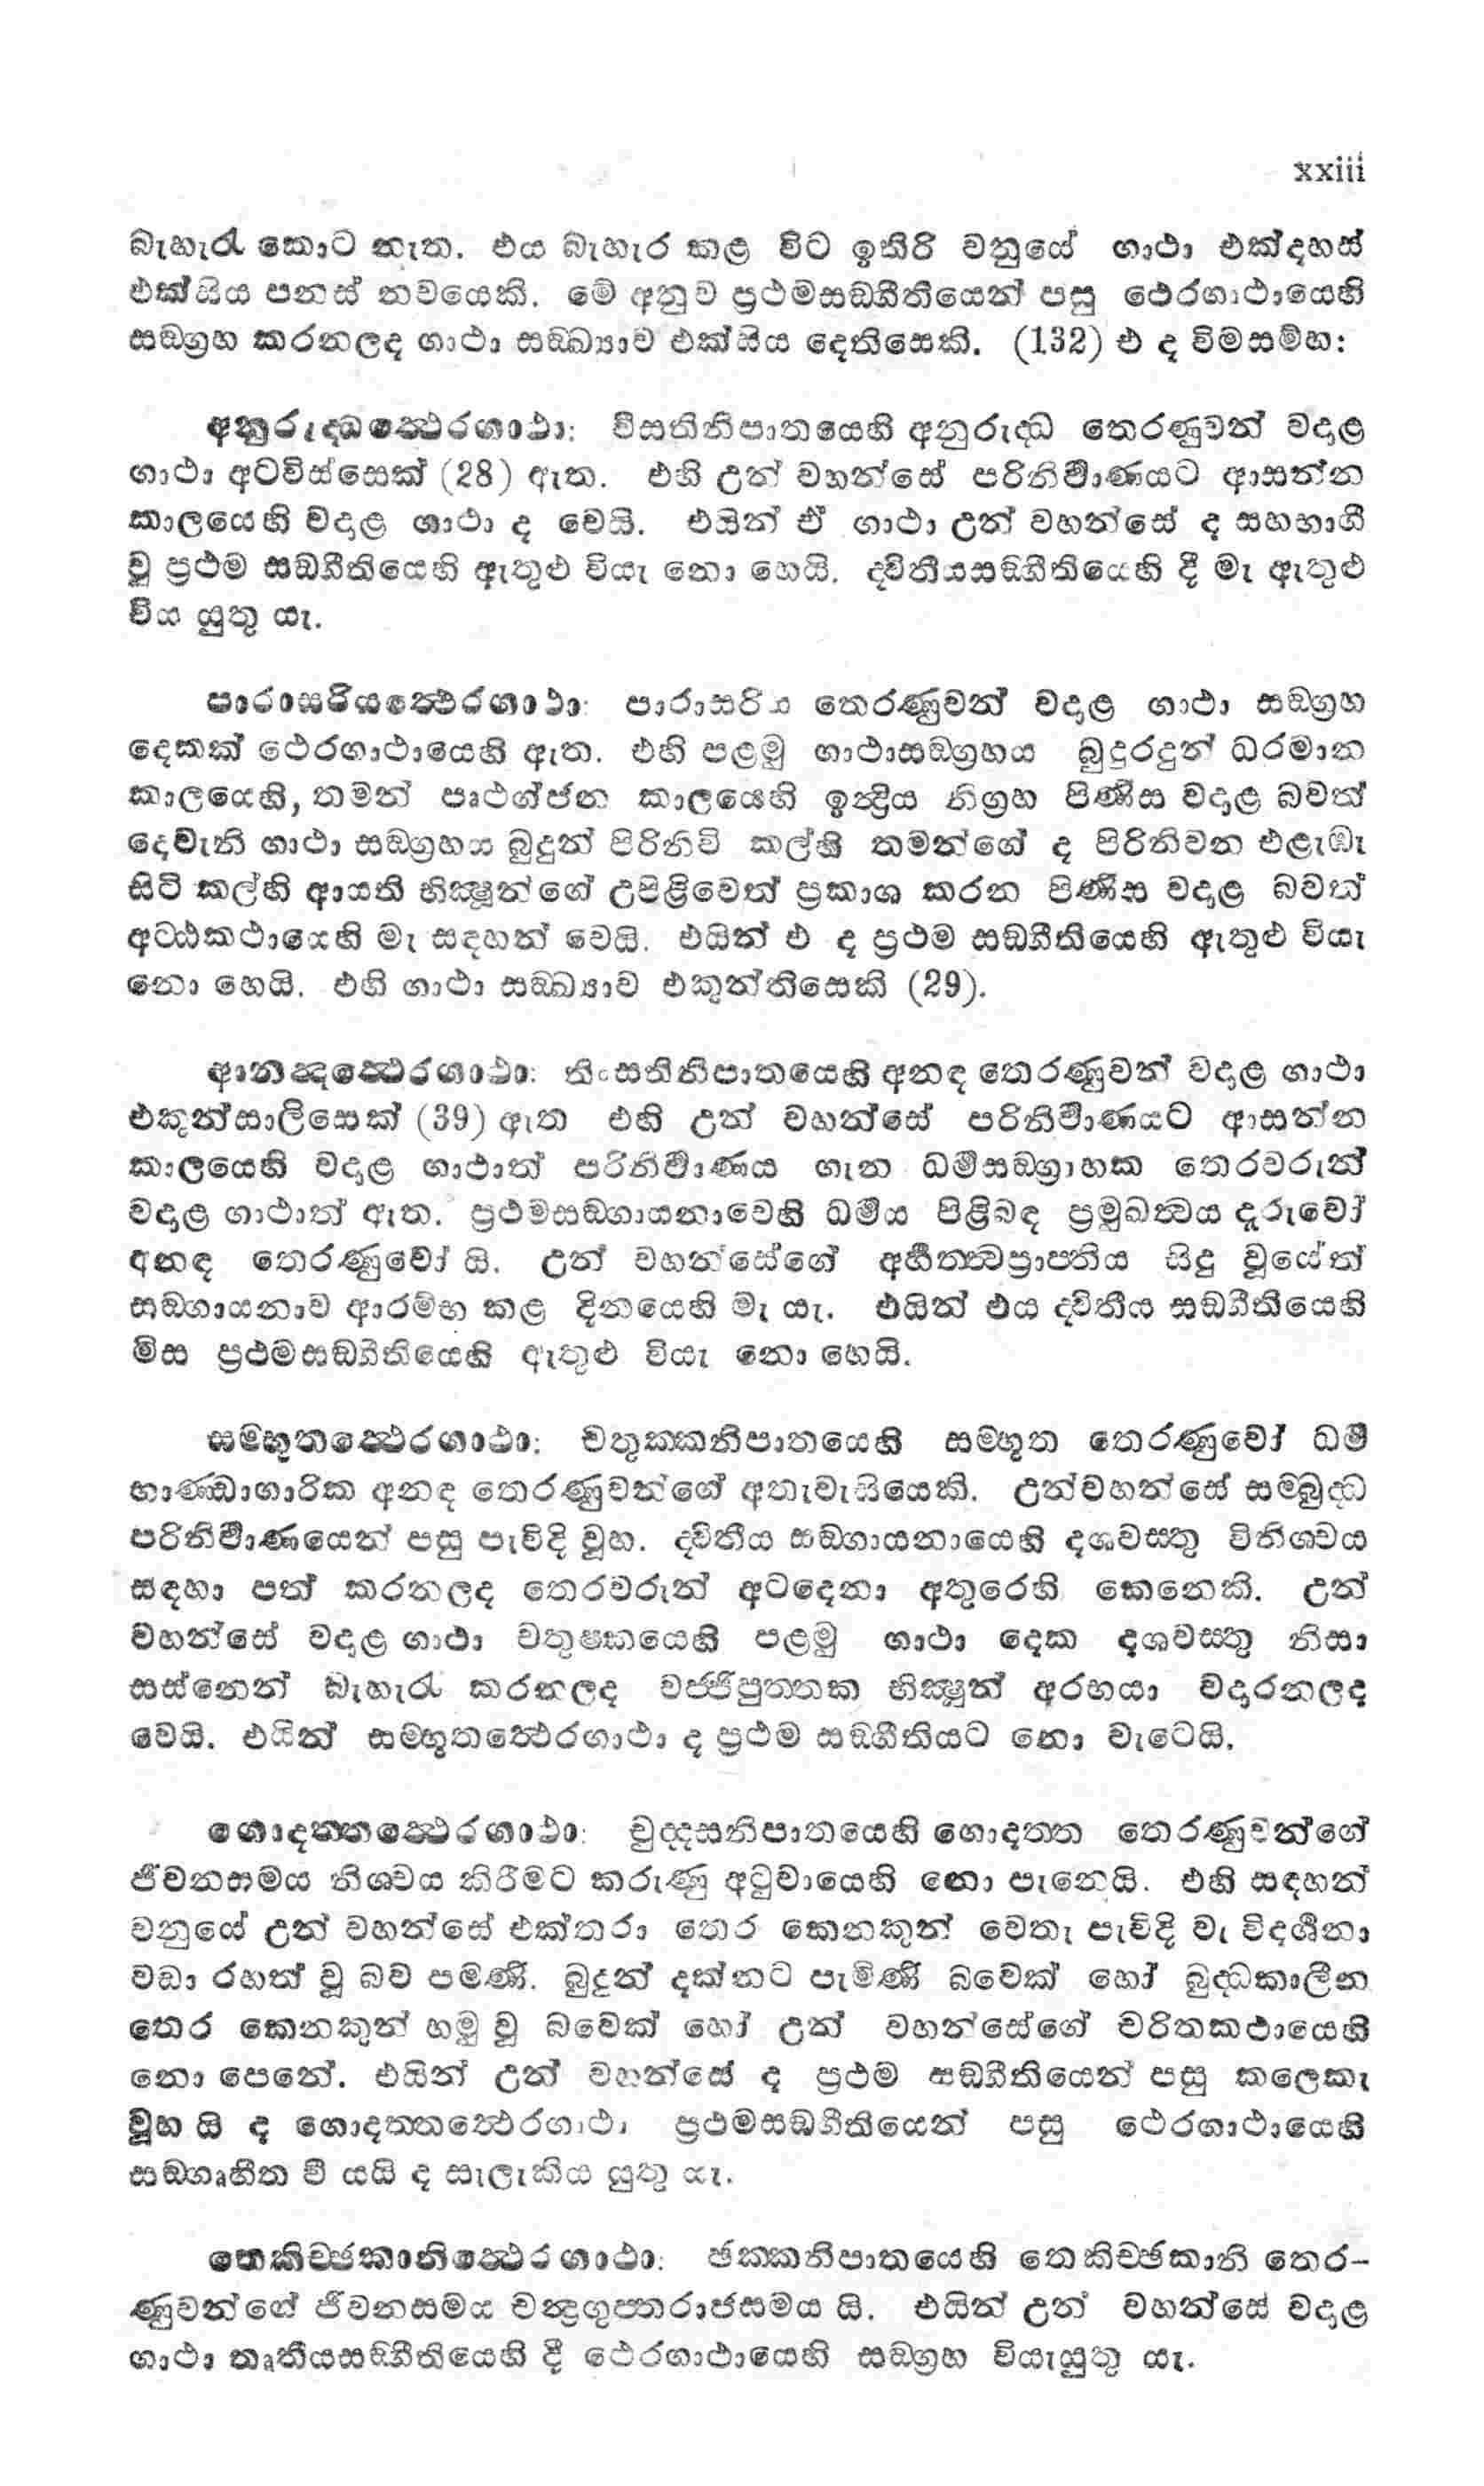 xxiii
බැහැරැ කොට නැත. එය බැහැර කළ විට ඉතිරි වනුයේ ගාථා එක්දහස්
එක්සිය පනස් නවයෙකි. මේ අනුව ප්‍රථමසඞ්ගීතියෙන් පසු ථෙරගාථායෙහි
සඞ්ග්‍රහ කරනලද ගාථා සඞ්ඛ්‍යාව එක්සිය දෙතිසෙකි. (132) එ ද විමසම්හ:
අනුරුද්ධත්ථෙරගාථා: වීසතිනිපාතයෙහි අනුරුද්ධ තෙරණුවන් වදාළ
ගාථා අටවිස්සෙක් (28) ඇත. එහි උන් වහන්සේ පරිනිර්‍වාණයට ආසන්න
කාලයෙහි වදාළ ගාථා ද වෙයි. එයින් ඒ ගාථා උන් වහන්සේ ද සහභාගී
වූ ප්‍රථම සඞ්ගීතියෙහි ඇතුළු වියැ නො හෙයි. ද්විතීයසඞ්ගීතියෙහි දී මැ ඇතුළු
විය යුතු යැ.
පාරාසරියත්ථෙරගාථා: පාරාසරිය තෙරණුවන් වදාළ ගාථා සඞ්ග්‍රහ
දෙකක් ථෙරගාථායෙහි ඇත. එහි පළමු ගාථාසඞ්ග්‍රහය බුදුරදුන් ධරමාන
කාලයෙහි, තමන් පෘථග්ජන කාලයෙහි ඉන්ද්‍රිය නිග්‍රහ පිණිස වදාළ බවත්
දෙවැනි ගාථා සඞ්ග්‍රහය බුදුන් පිරිනිවි කල්හි තමන්ගේ ද පිරිනිවන එළැඹැ
සිටි කල්හි ආයති භික්‍ෂූන්ගේ උපිළිවෙත් ප්‍රකාශ කරන පිණිස වදාළ බවත්
අට්ඨකථායෙහි මැ සඳහන් වෙයි. එයින් එ ද ප්‍රථම සඞ්ගීතියෙහි ඇතුළු වියැ
නො හෙයි. එහි ගාථා සඞ්ඛ්‍යාව එකුන්තිසෙකි (29).
ආනන්දත්ථෙරගාථා: තිංසතිනිපාතයෙහි අනඳ තෙරණුවන් වදාළ ගාථා
එකුන්සාලිසෙක් (39) ඇත එහි උන් වහන්සේ පරිනිර්‍වාණයට ආසන්න
කාලයෙහි වදාළ ගාථාත් පරිනිර්‍වාණය ගැන ධර්‍මසඞ්ග්‍රාහක තෙරවරුන්
වදාළ ගාථාත් ඇත. ප්‍රථමසඞ්ගායනාවෙහි ධර්‍මය පිළිබඳ ප්‍රමුඛත්‍වය දැරුවෝ
අනඳ තෙරණුවෝ යි. උන් වහන්සේගේ අර්‍හත්ත්‍වප්‍රාප්තිය සිදු වූයේත්
සඞ්ගායනාව ආරම්භ කළ දිනයෙහි මැ යැ. එයින් එය ද්විතීය සඞ්ගීතියෙහි
මිස ප්‍රථමසඞ්ගීතියෙහි ඇතුළු වියැ නො හෙයි.
සම්භූතත්ථෙරගාථා: චතුක්කනිපාතයෙහි සම්භූත තෙරණුවෝ ධර්‍ම
භාණ්ඩාගාරික අනඳ තෙරණුවන්ගේ අතැවැසියෙකි. උන්වහන්සේ සම්බුද්ධ
පරිනිර්‍වාණයෙන් පසු පැවිදි වූහ. ද්විතීය සඞ්ගායනායෙහි දශවස්තු විනිශ්චය
සඳහා පත් කරනලද තෙරවරුන් අටදෙනා අතුරෙහි කෙනෙකි. උන්
වහන්සේ වදාළ ගාථා චතුෂ්කයෙහි පළමු ගාථා දෙක දශවස්තු නිසා
සස්නෙන් බැහැරැ කරනලද වජ්ජිපුත්තක භික්‍ෂූන් අරභයා වදාරනලද
වෙයි. එයින් සම්භූතත්ථෙරගාථා ද ප්‍රථම සඞ්ගීතියට නො වැටෙයි.
ගොදත්තත්ථෙරගාථා: චුද්දසනිපාතයෙහි ගොදත්ත තෙරණුවන්ගේ
ජීවනසමය නිශ්චය කිරීමට කරුණු අටුවායෙහි නො පැනෙයි. එහි සඳහන්
වනුයේ උන් වහන්සේ එක්තරා තෙර කෙනකුන් වෙතැ පැවිදි වැ විදර්‍ශනා
වඩා රහත් වූ බව පමණි. බුදුන් දක්නට පැමිණි බවෙක් හෝ බුද්ධකාලීන
තෙර කෙනකුන් හමු වූ බවෙක් හෝ උන් වහන්සේගේ චරිතකථායෙහි
නො පෙනේ. එයින් උන් වහන්සේ ද ප්‍රථම සඞ්ගීතියෙන් පසු කලෙකැ
වූහ යි ද ගොදත්තත්ථෙරගාථා ප්‍රථමසඞ්ගීතියෙන් පසු ථෙරගාථායෙහි
සඞ්ගෘහීත වී යයි ද සැලැකිය යුතු යැ.
තෙකිච්ඡකානිත්ථෙරගාථා: ඡක්කනිපාතයෙහි තෙකිච්ඡකානි තෙර-
ණුවන්ගේ ජීවනසමය චන්ද්‍රගුප්තරාජසමය යි. එයින් උන් වහන්සේ වදාළ
ගාථා තෘතීයසඞ්ගීතියෙහි දී ථෙරගාථායෙහි සඞ්ග්‍රහ වියැයුතු යැ.